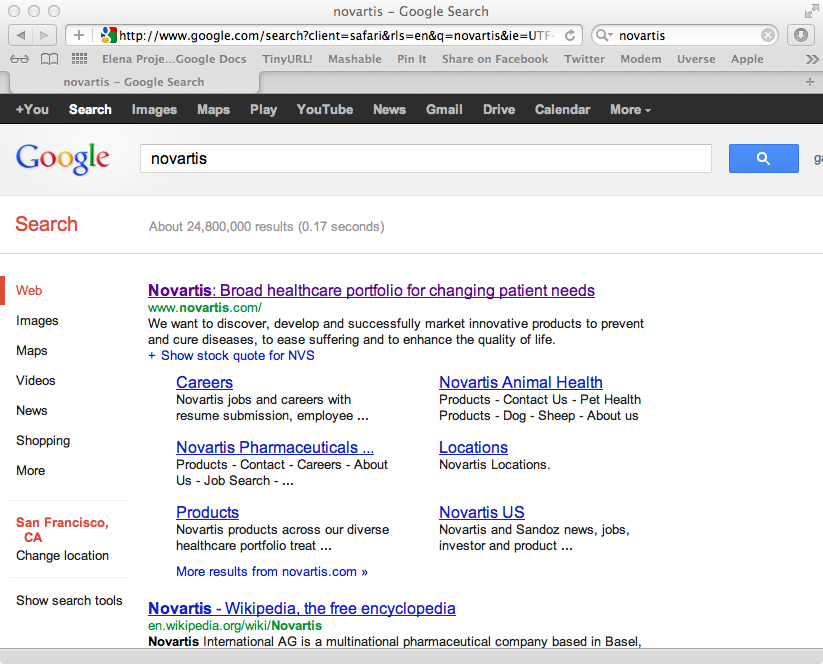 novartis – Google Search
http://www.google.com/search?client=safari&rls=en&q=novartis&ie=UTF-
novartis
Elena Proje...Google Docs TinyURL! Mashable Pin It Share on Facebook Twitter Modem Uverse Apple
novartis – Google Search
+You Search Images Maps Play YouTube News Gmail Drive Calendar More
Google
novartis
Search
About 24,800,000 results (0.17 seconds)
Web
Images
Maps
Videos
News
Shopping
More
San Francisco,
CA
Change location
Show search tools
Novartis: Broad healthcare portfolio for changing patient needs
www.novartis.com/
We want to discover, develop and successfully market innovative products to prevent
and cure diseases, to ease suffering and to enhance the quality of life.
+ Show stock quote for NVS
Careers
Novartis jobs and careers with
resume submission, employee ...
Novartis Animal Health
Products - Contact Us - Pet Health
Products - Dog - Sheep - About us
Novartis Pharmaceuticals ...
Products - Contact - Careers - About
Us - Job Search - ...
Locations
Novartis Locations.
Products
Novartis products across our diverse
healthcare portfolio treat ...
Novartis US
Novartis and Sandoz news, jobs,
investor and product ...
More results from novartis.com »
Novartis - Wikipedia, the free encyclopedia
en.wikipedia.org/wiki/Novartis
Novartis International AG is a multinational pharmaceutical company based in Basel,